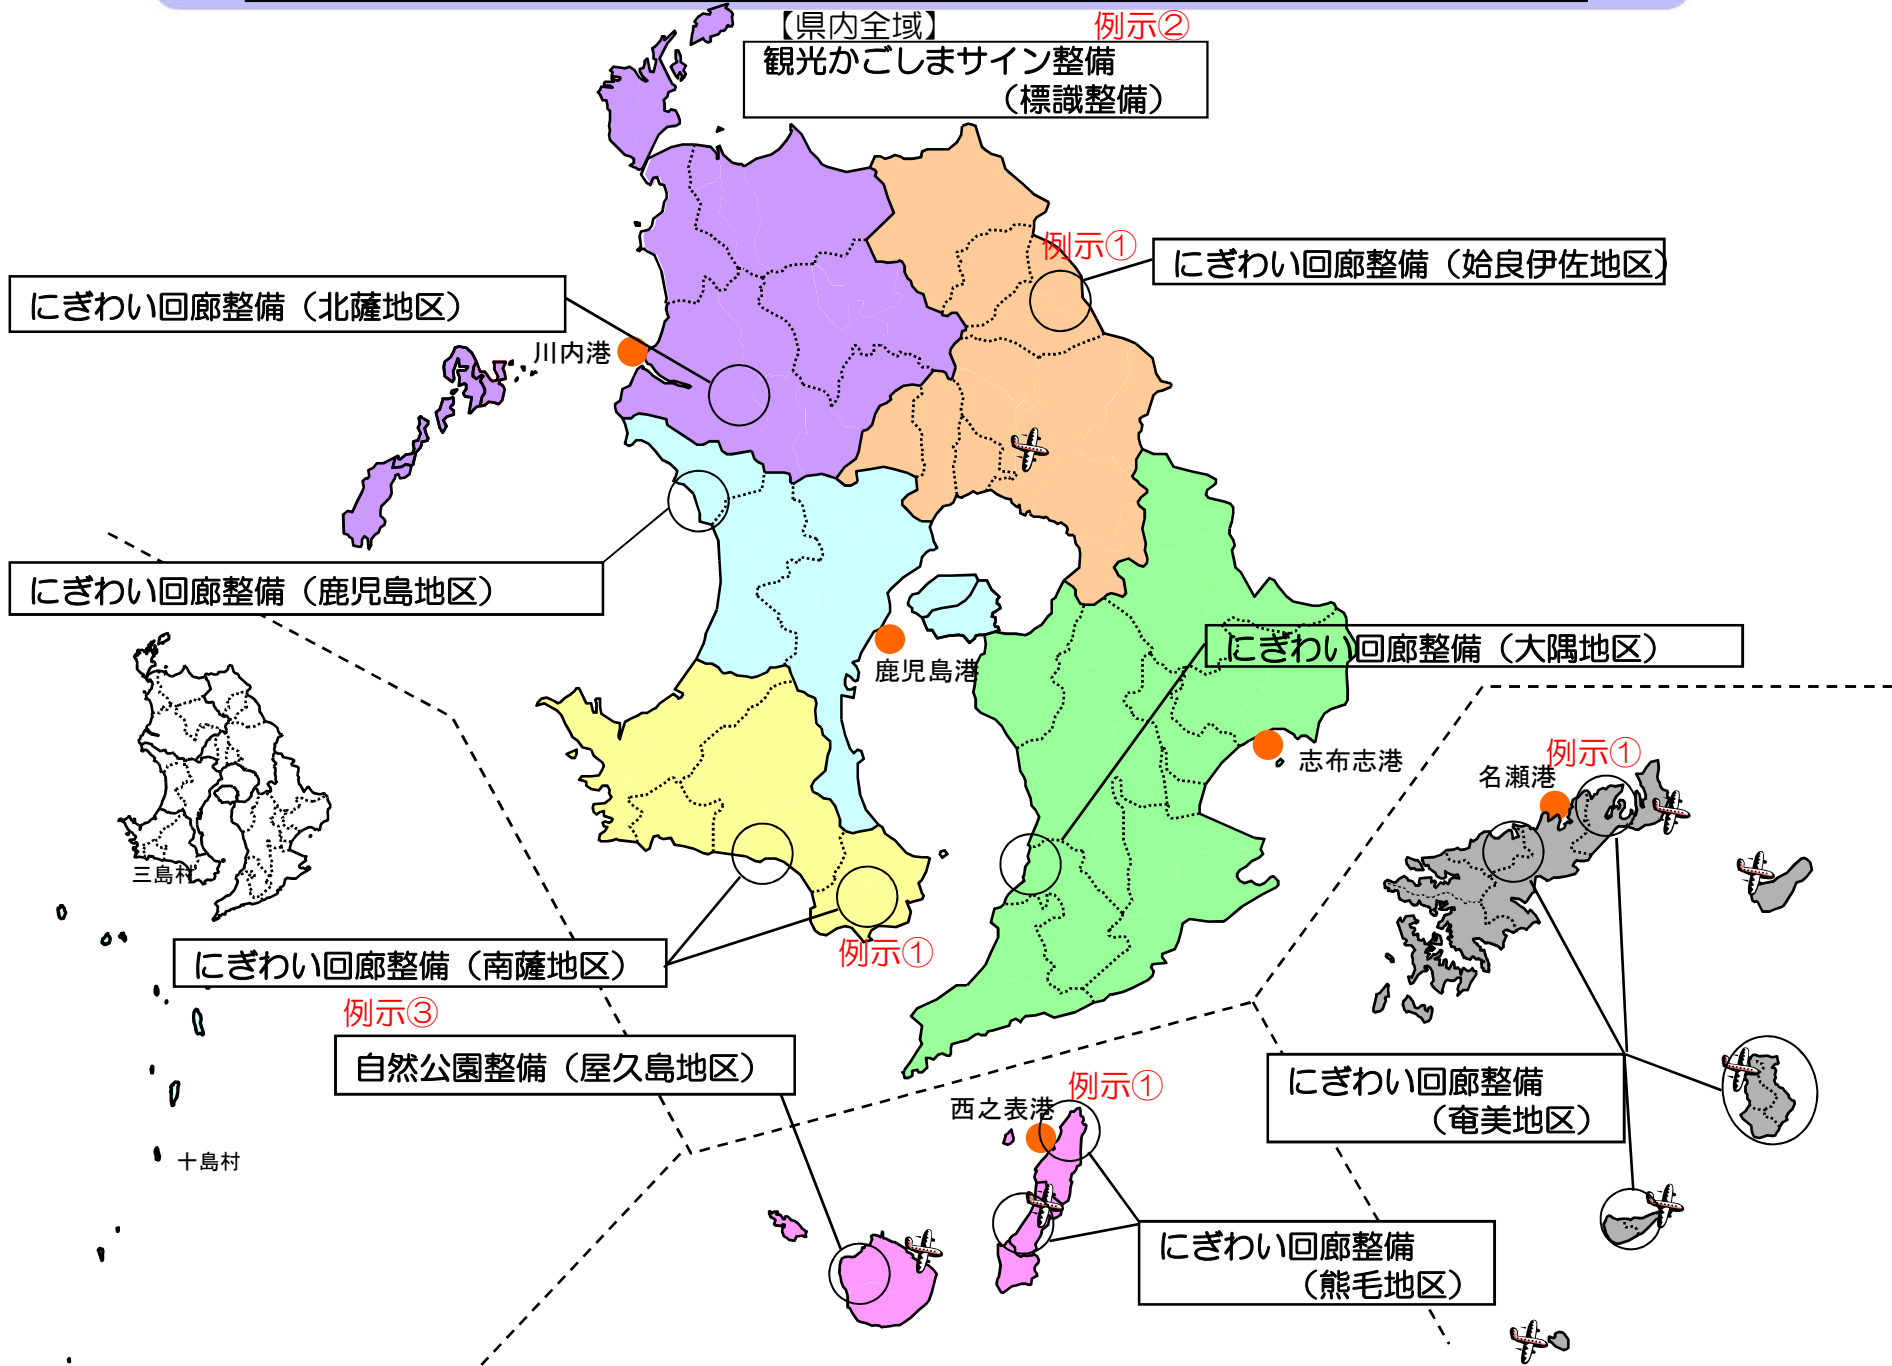 【県内全域】
例示②
観光かごしまサイン整備
（標識整備）
例示①
にぎわい回廊整備（姶良伊佐地区）
にぎわい回廊整備（北薩地区）
川内港
にぎわい回廊整備（鹿児島地区）
にぎわい回廊整備（大隅地区）
鹿児島港
志布志港
例示①
名瀬港
三島村
にぎわい回廊整備（南薩地区）
例示①
例示③
自然公園整備（屋久島地区）
例示①
西之表港
にぎわい回廊整備
（奄美地区）
十島村
にぎわい回廊整備
（熊毛地区）